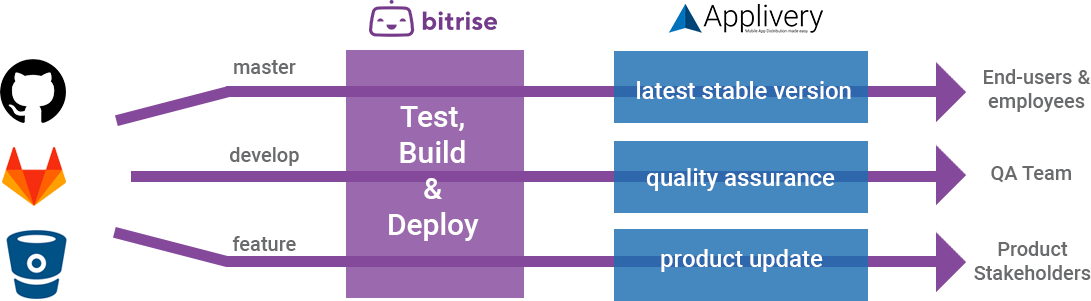 bitrise
Applivery
Mobile App Distribution made easy.
master
develop
feature
Test,
Build
&
Deploy
latest stable version
quality assurance
product update
End-users &
employees
QA Team
Product
Stakeholders